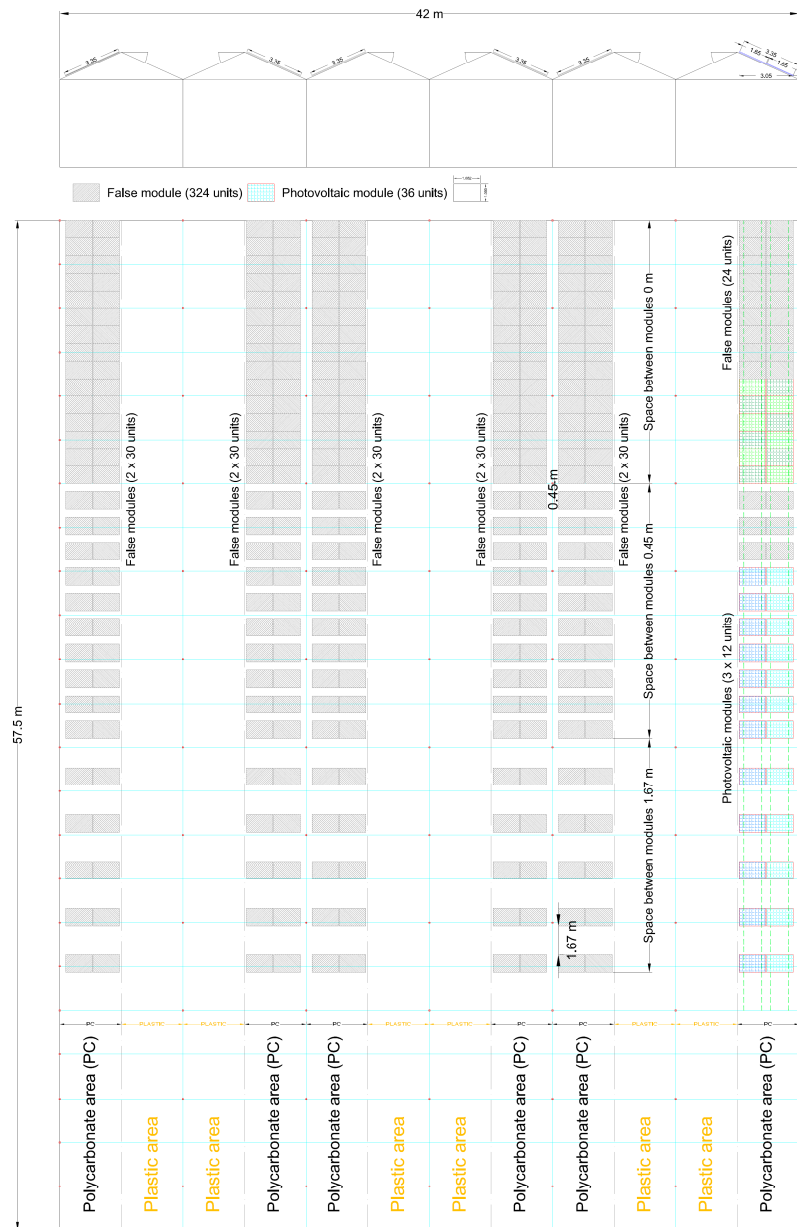 42 m
3.35
3.35
3.35
3.35
3.35
1.65
3.35
1.65
3.05
False module (324 units)
Photovoltaic module (36 units)
57.5 m
False modules (2 x 30 units)
False modules (2 x 30 units)
False modules (2 x 30 units)
False modules (2 x 30 units)
False modules (2 x 30 units)
0.45 m
Space between modules 0 m
Space between modules 0.45 m
Space between modules 1.67 m
1.67 m
False modules (24 units)
Photovoltaic modules (3 x 12 units)
PC
PLASTIC
PLASTIC
PC
PC
PLASTIC
PLASTIC
PC
PC
PLASTIC
PLASTIC
PC
Polycarbonate area (PC)
Plastic area
Plastic area
Polycarbonate area (PC)
Polycarbonate area (PC)
Plastic area
Plastic area
Polycarbonate area (PC)
Polycarbonate area (PC)
Plastic area
Plastic area
Polycarbonate area (PC)